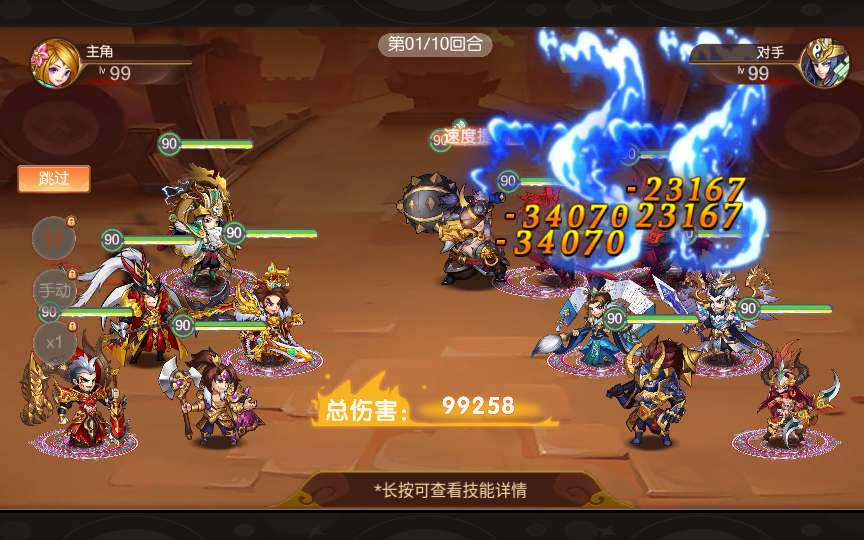 第01/10回合
主角
lv 99
对手
lv 99
90
90
速度提
90
90
-23167
-34070
23167
-34070
跳过
90
90
手动
90
90
90
90
x1
总伤害： 99258
*长按可查看技能详情